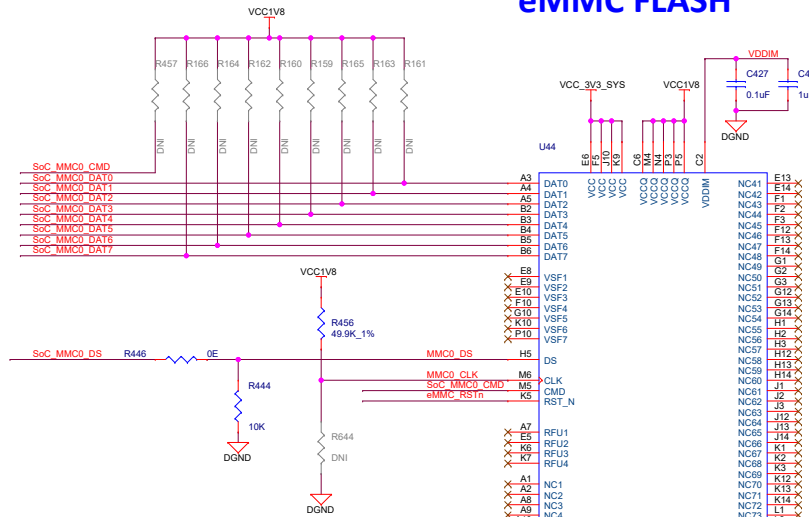 eMMC FLASH
VCC1V8
R457 R166 R164 R162 R160 R159 R165 R163 R161
DNI DNI DNI DNI DNI DNI DNI DNI DNI
VDDIM
C427
0.1uF
DGND
VCC_3V3_SYS VCC1V8
U44
E6 F5 J10 K9 C6 M4 N4 P3 P5 C2
VCC VCC VCC VCC VCCQ VCCQ VCCQ VCCQ VCCQ VDDIM
SoC_MMC0_CMD
SoC_MMC0_DAT0 A3 DAT0
SoC_MMC0_DAT1 A4 DAT1
SoC_MMC0_DAT2 A5 DAT2
SoC_MMC0_DAT3 B2 DAT3
SoC_MMC0_DAT4 B3 DAT4
SoC_MMC0_DAT5 B4 DAT5
SoC_MMC0_DAT6 B5 DAT6
SoC_MMC0_DAT7 B6 DAT7
E8 VSF1
E9 VSF2
E10 VSF3
F10 VSF4
G10 VSF5
K10 VSF6
P10 VSF7
VCC1V8
R456
49.9K_1%
SoC_MMC0_DS R446 0E MMC0_DS H5 DS
MMC0_CLK M6 CLK
SoC_MMC0_CMD M5 CMD
eMMC_RSTn K5 RST_N
R444
10K
DGND
R644
DNI
DGND
A7 RFU1
E5 RFU2
K6 RFU3
K7 RFU4
A1 NC1
A2 NC2
A8 NC3
A9 NC4
NC41 E13
NC42 E14
NC43 F1
NC44 F2
NC45 F3
NC46 F12
NC47 F13
NC48 F14
NC49 G1
NC50 G2
NC51 G3
NC52 G12
NC53 G13
NC54 G14
NC55 H1
NC56 H2
NC57 H3
NC58 H12
NC59 H13
NC60 H14
NC61 J1
NC62 J2
NC63 J3
NC64 J12
NC65 J13
NC66 J14
NC67 K1
NC68 K2
NC69 K3
NC70 K12
NC71 K13
NC72 K14
NC73 L1